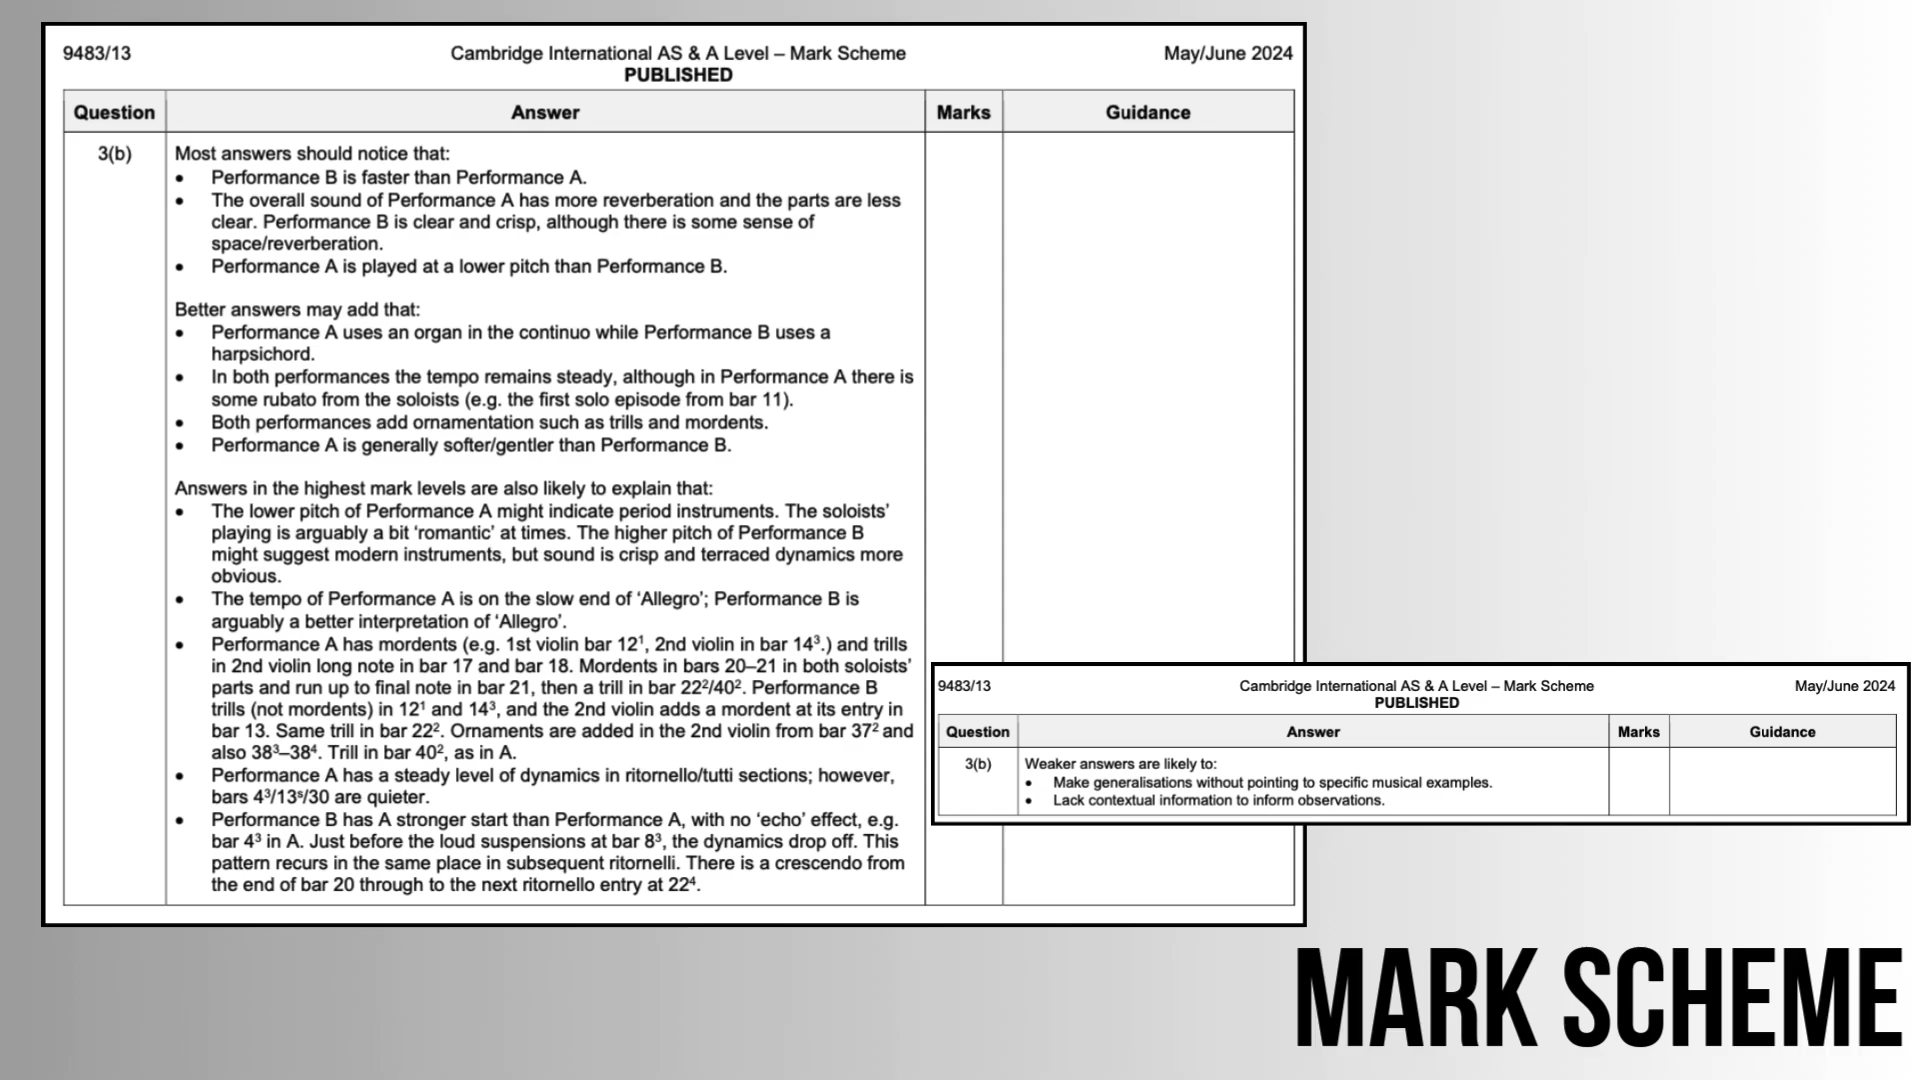 9483/13 Cambridge International AS & A Level – Mark Scheme May/June 2024
PUBLISHED
Question Answer Marks Guidance
3(b) Most answers should notice that:
• Performance B is faster than Performance A.
• The overall sound of Performance A has more reverberation and the parts are less
clear. Performance B is clear and crisp, although there is some sense of
space/reverberation.
• Performance A is played at a lower pitch than Performance B.
Better answers may add that:
• Performance A uses an organ in the continuo while Performance B uses a
harpsichord.
• In both performances the tempo remains steady, although in Performance A there is
some rubato from the soloists (e.g. the first solo episode from bar 11).
• Both performances add ornamentation such as trills and mordents.
• Performance A is generally softer/gentler than Performance B.
Answers in the highest mark levels are also likely to explain that:
• The lower pitch of Performance A might indicate period instruments. The soloists’
playing is arguably a bit ‘romantic’ at times. The higher pitch of Performance B
might suggest modern instruments, but sound is crisp and terraced dynamics more
obvious.
• The tempo of Performance A is on the slow end of ‘Allegro’; Performance B is
arguably a better interpretation of ‘Allegro’.
• Performance A has mordents (e.g. 1st violin bar 12¹, 2nd violin in bar 14³.) and trills
in 2nd violin long note in bar 17 and bar 18. Mordents in bars 20–21 in both soloists’
parts and run up to final note in bar 21, then a trill in bar 22²/40². Performance B
trills (not mordents) in 12¹ and 14³, and the 2nd violin adds a mordent at its entry in
bar 13. Same trill in bar 22². Ornaments are added in the 2nd violin from bar 37² and
also 38³–38⁴. Trill in bar 40², as in A.
• Performance A has a steady level of dynamics in ritornello/tutti sections; however,
bars 4³/13ˢ/30 are quieter.
• Performance B has A stronger start than Performance A, with no ‘echo’ effect, e.g.
bar 4³ in A. Just before the loud suspensions at bar 8³, the dynamics drop off. This
pattern recurs in the same place in subsequent ritornelli. There is a crescendo from
the end of bar 20 through to the next ritornello entry at 22⁴.
9483/13 Cambridge International AS & A Level – Mark Scheme May/June 2024
PUBLISHED
Question Answer Marks Guidance
3(b) Weaker answers are likely to:
• Make generalisations without pointing to specific musical examples.
• Lack contextual information to inform observations.
MARK SCHEME